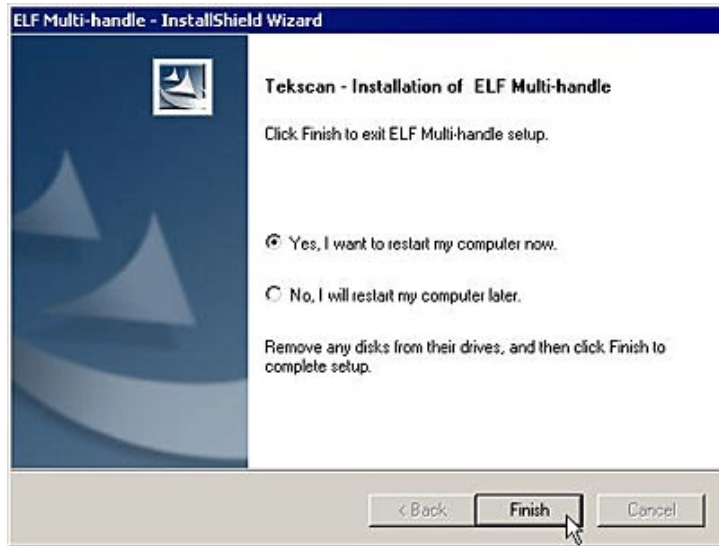 ELF Multi-handle - InstallShield Wizard
Tekscan - Installation of ELF Multi-handle
Click Finish to exit ELF Multi-handle setup.
Yes, I want to restart my computer now.
No, I will restart my computer later.
Remove any disks from their drives, and then click Finish to
complete setup.
< Back Finish Cancel